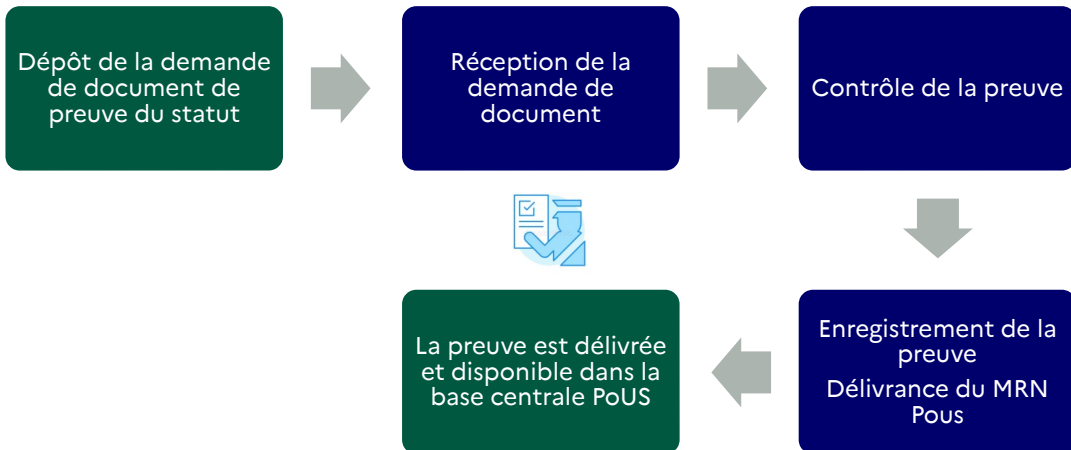 Dépôt de la demande
de document de
preuve du statut
Réception de la
demande de
document
Contrôle de la preuve
Enregistrement de la
preuve
Délivrance du MRN
Pous
La preuve est délivrée
et disponible dans la
base centrale PoUS